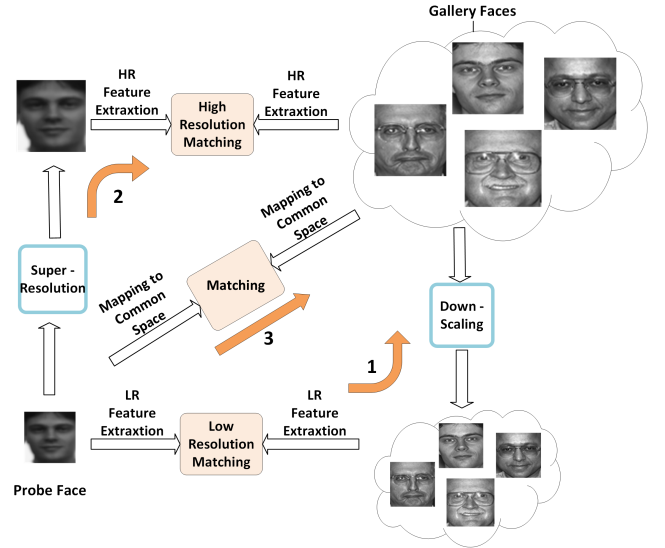 Gallery Faces
HR
Feature
Extraxtion
HR
Feature
Extraxtion
High
Resolution
Matching
2
Mapping to
Common
Space
Super -
Resolution
Matching
Mapping to
Common
Space
3
Down -
Scaling
1
LR
Feature
Extraxtion
LR
Feature
Extraxtion
Low
Resolution
Matching
Probe Face